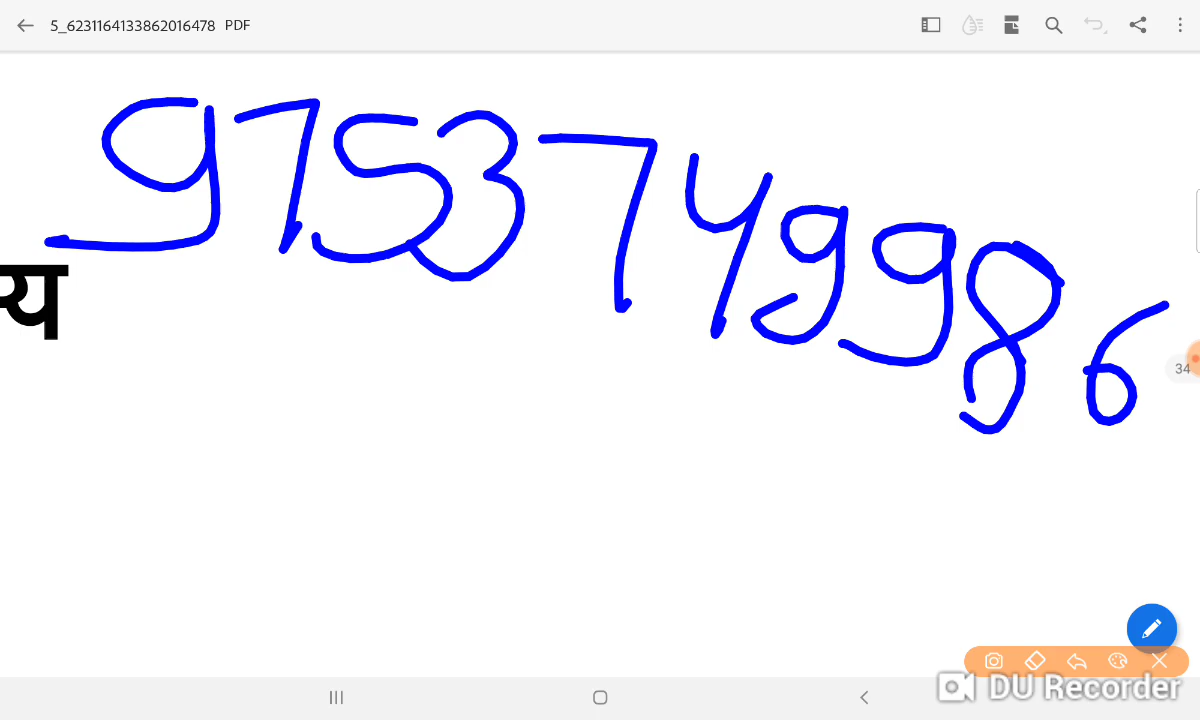 5_6231164133862016478 PDF
9753749986
्य
34
DU Recorder